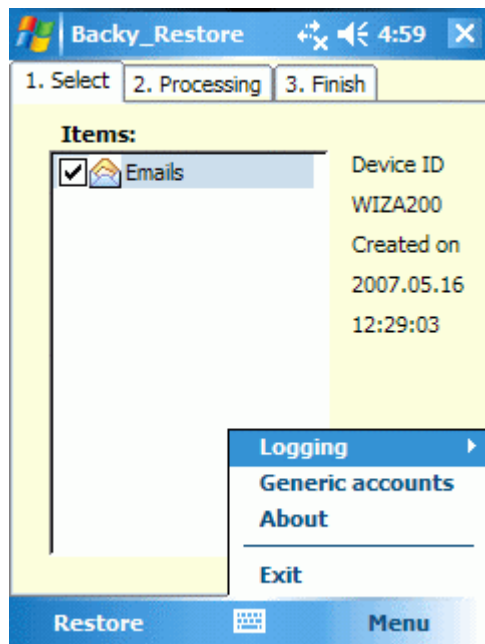 Backy_Restore 4:59
1. Select 2. Processing 3. Finish
Items:
Emails
Device ID
WIZA200
Created on
2007.05.16
12:29:03
Logging
Generic accounts
About
Exit
Restore Menu